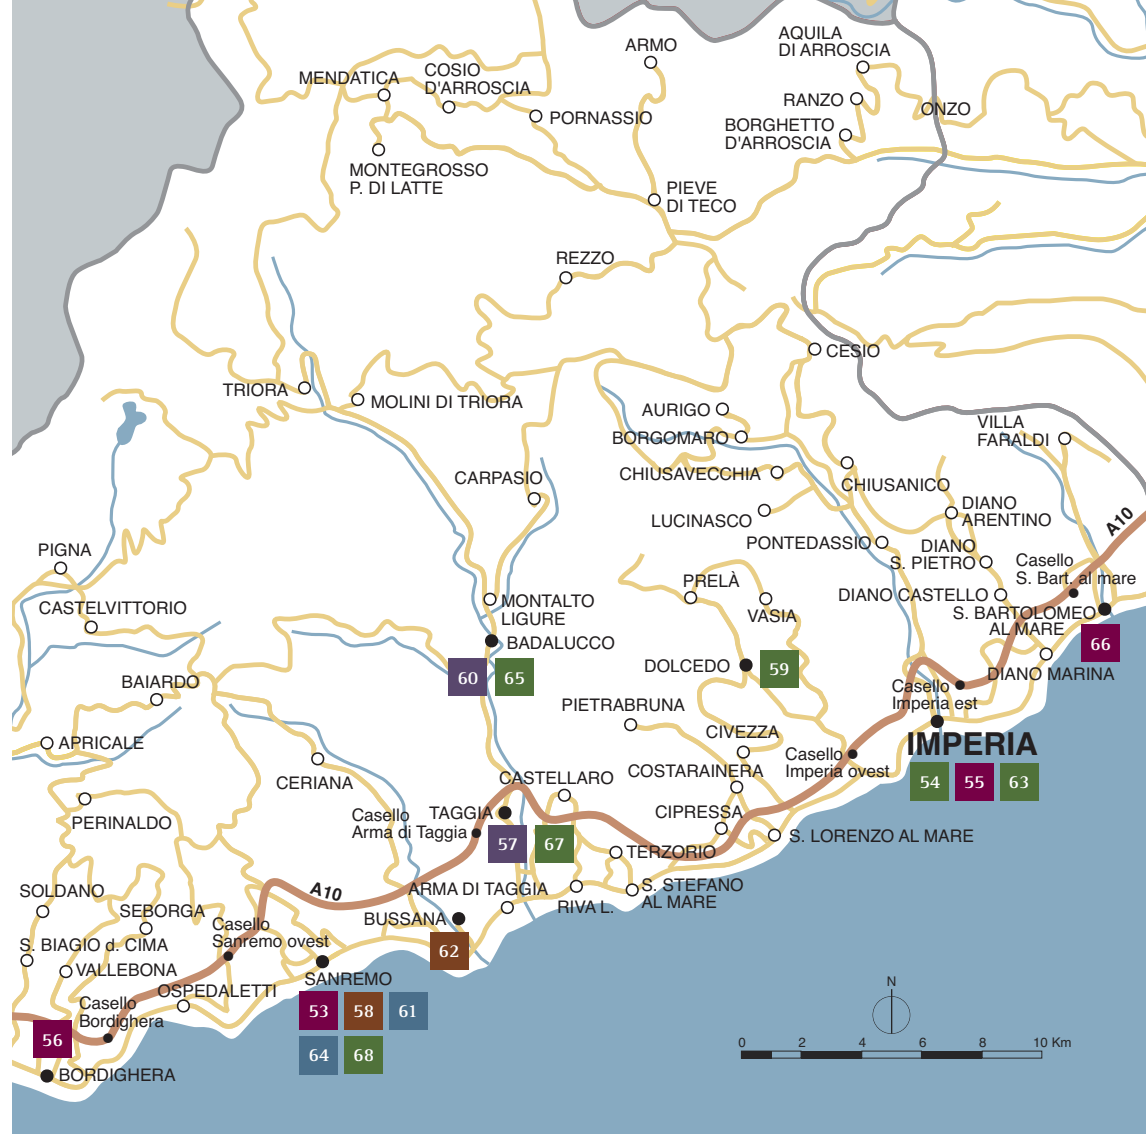 AQUILA
DI ARROSCIA
ARMO
COSIO
D'ARROSCIA
MENDATICA
RANZO
ONZO
PORNASSIO
BORGHETTO
D'ARROSCIA
MONTEGROSSO
P. DI LATTE
PIEVE
DI TECO
REZZO
CESIO
TRIORA
MOLINI DI TRIORA
AURIGO
BORGOMARO
VILLA
FARALDI
CHIUSAVECCHIA
CARPASIO
CHIUSANICO
LUCINASCO
DIANO
ARENTINO
A10
PONTEDASSIO
DIANO
S. PIETRO
PIGNA
Casello
S. Bart. al mare
PRELÀ
DIANO CASTELLO
CASTELVITTORIO
MONTALTO
LIGURE
VASIA
S. BARTOLOMEO
AL MARE
BADALUCCO
66
DOLCEDO
59
60
65
DIANO MARINA
BAIARDO
Casello
Imperia est
PIETRABRUNA
CIVEZZA
APRICALE
IMPERIA
Casello
Imperia ovest
COSTARAINERA
54
55
63
CERIANA
CASTELLARO
PERINALDO
Casello
Arma di Taggia
TAGGIA
CIPRESSA
S. LORENZO AL MARE
57
67
TERZORIO
SOLDANO
A10
ARMA DI TAGGIA
S. STEFANO
AL MARE
SEBORGA
BUSSANA
RIVA L.
Casello
Sanremo ovest
S. BIAGIO d. CIMA
62
VALLEBONA
SANREMO
OSPEDALETTI
Casello
Bordighera
53
58
61
56
64
68
BORDIGHERA
N
0 2 4 6 8 10 Km